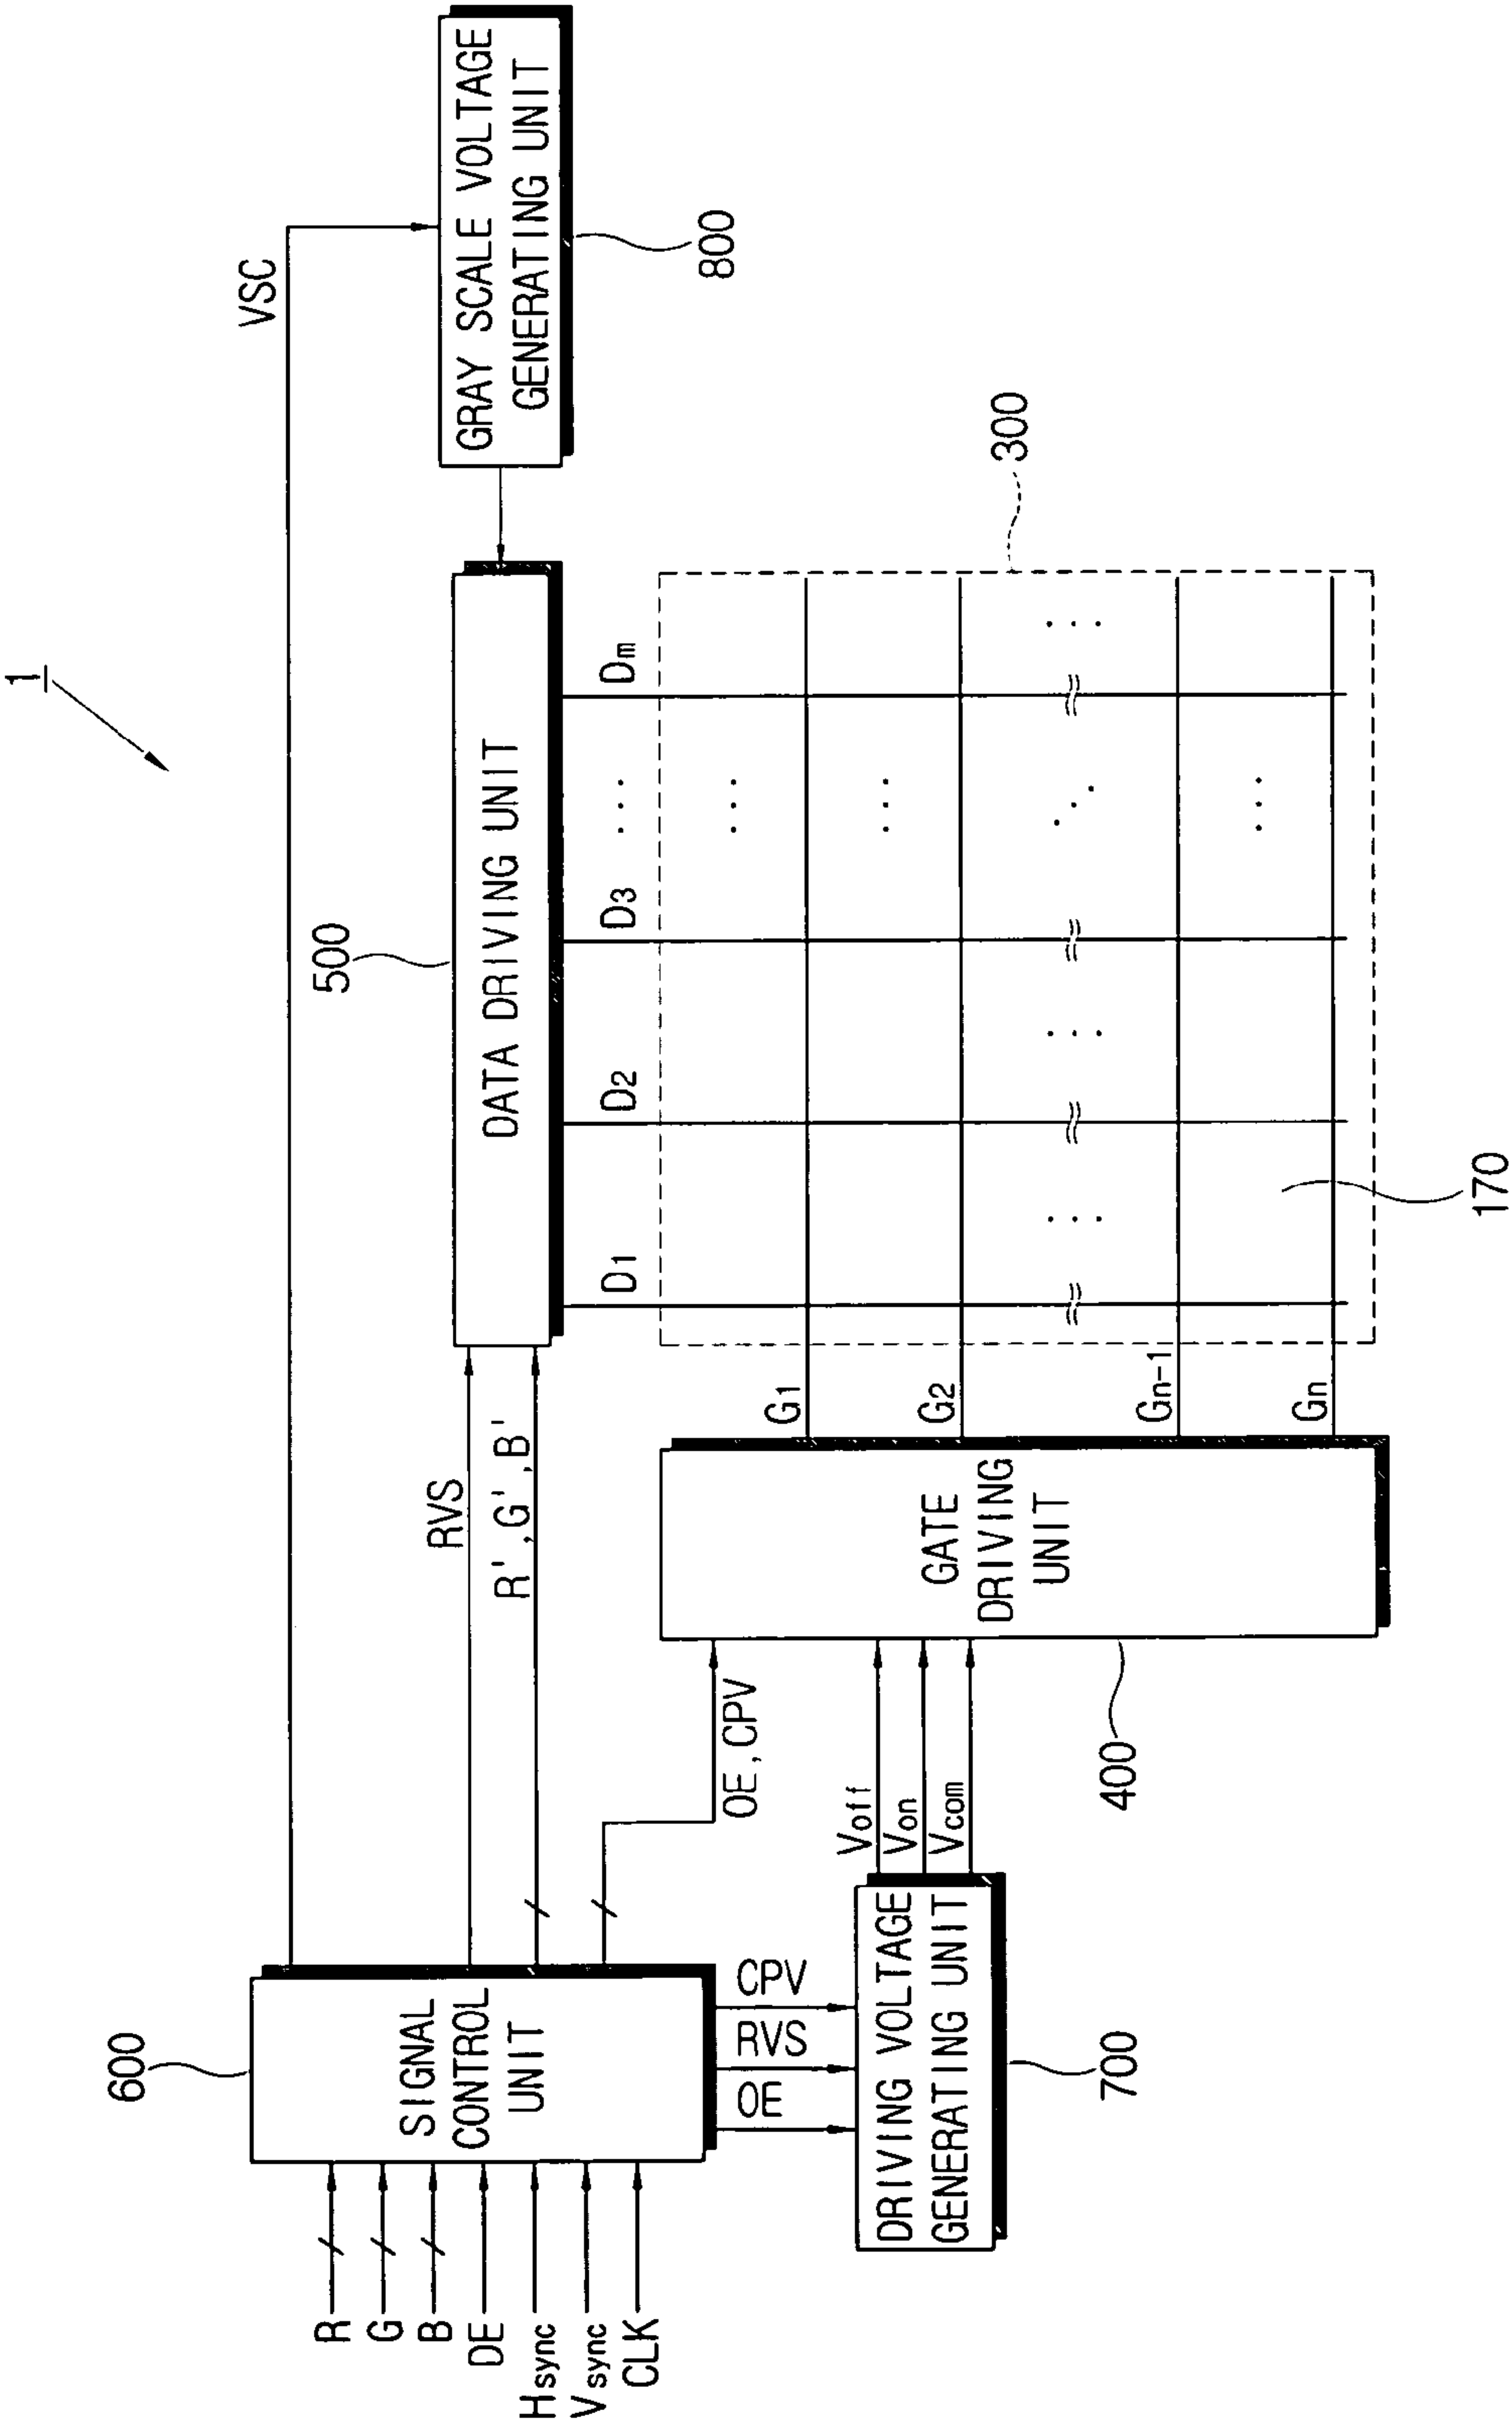 1
VSC
600
500
R
G
B
DE
Hsync
Vsync
CLK
SIGNAL
CONTROL
UNIT
RVS
R',G',B'
DATA DRIVING UNIT
GRAY SCALE VOLTAGE
GENERATING UNIT
800
CPV
RVS
OE
OE,CPV
D1
D2
D3
...
Dm
DRIVING VOLTAGE
GENERATING UNIT
700
Voff
Von
Vcom
GATE
DRIVING
UNIT
400
G1
G2
Gn-1
Gn
300
170